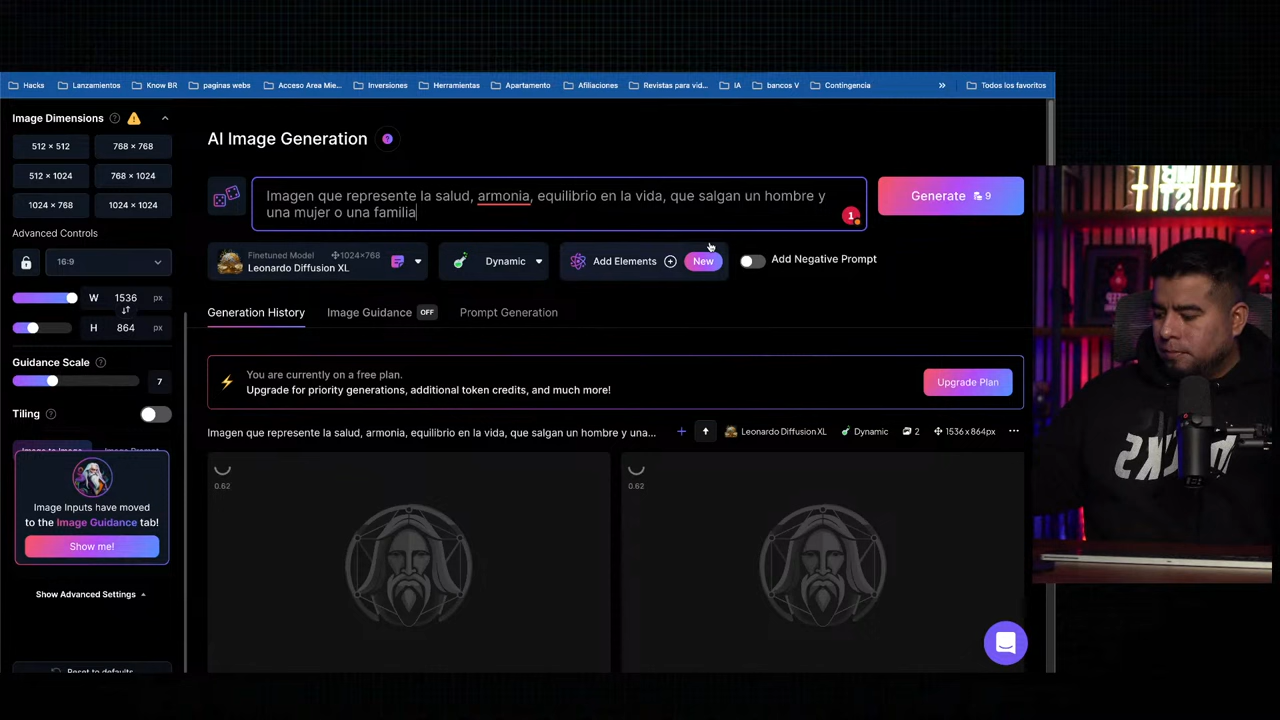 Hacks
Lanzamientos
Know BR
paginas webs
Acceso Area Mie...
Inversiones
Herramientas
Apartamento
Afiliaciones
Revistas para vid...
IA
bancos V
Contingencia
»
Todos los favoritos
Image Dimensions
512 × 512
768 × 768
512 × 1024
768 × 1024
1024 × 768
1024 × 1024
Advanced Controls
16:9
W 1536 px
H 864 px
Guidance Scale
7
Tiling
Image Inputs have moved
to the Image Guidance tab!
Show me!
Show Advanced Settings
Reset to defaults
AI Image Generation
Imagen que represente la salud, armonia, equilibrio en la vida, que salgan un hombre y
una mujer o una familia
1
Generate 9
Finetuned Model 1024×768
Leonardo Diffusion XL
Dynamic
Add Elements
New
Add Negative Prompt
Generation History
Image Guidance OFF
Prompt Generation
You are currently on a free plan.
Upgrade for priority generations, additional token credits, and much more!
Upgrade Plan
Imagen que represente la salud, armonia, equilibrio en la vida, que salgan un hombre y una...
Leonardo Diffusion XL
Dynamic
2
1536 x 864px
0.62
0.62